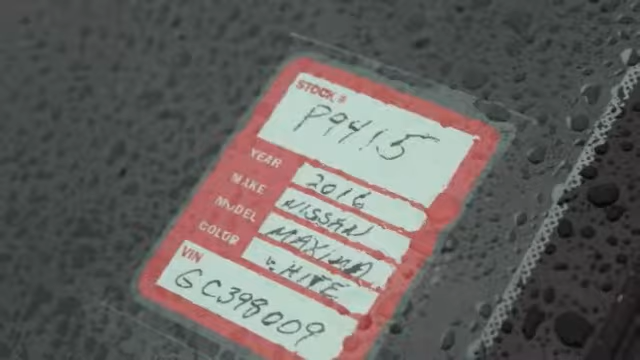 STOCK #
P9415
YEAR 2016
MAKE NISSAN
MODEL MAXIMA
COLOR WHITE
VIN
GC398009